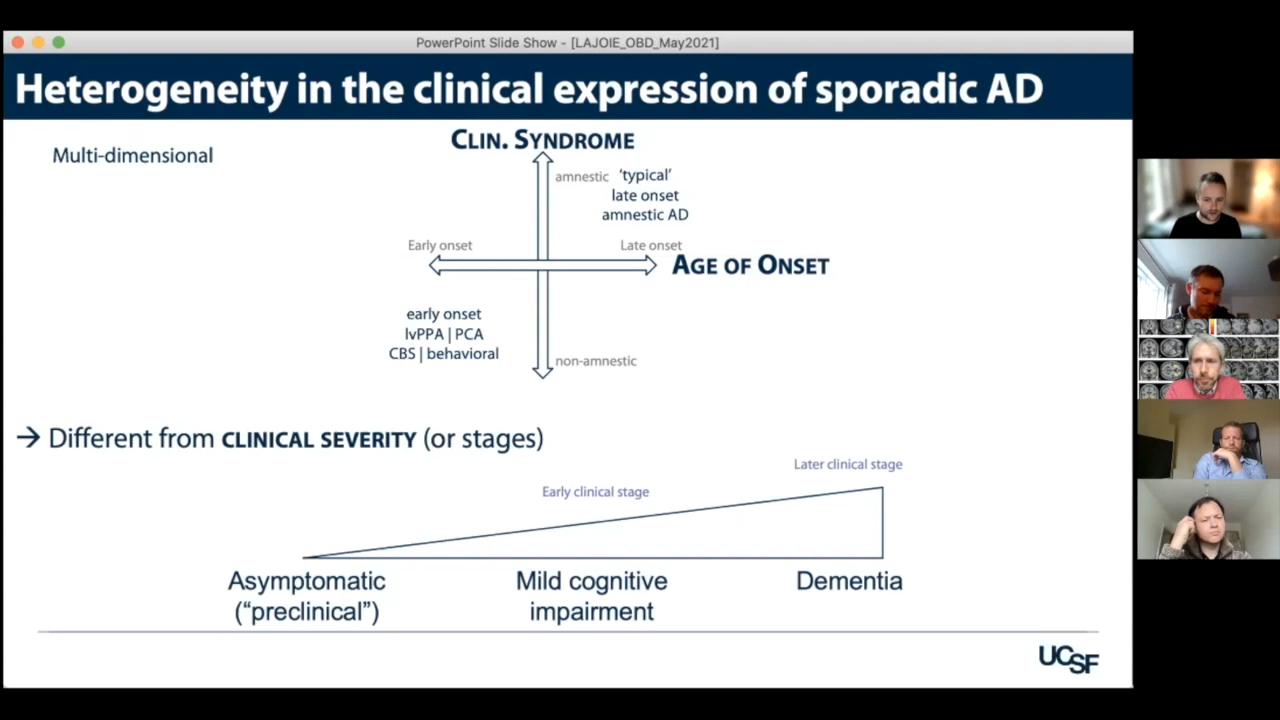 PowerPoint Slide Show - [LAJOIE_OBD_May2021]
Heterogeneity in the clinical expression of sporadic AD
Multi-dimensional
CLIN. SYNDROME
amnestic
‘typical’
late onset
amnestic AD
Early onset
Late onset
AGE OF ONSET
early onset
lvPPA | PCA
CBS | behavioral
non-amnestic
→ Different from CLINICAL SEVERITY (or stages)
Later clinical stage
Early clinical stage
Asymptomatic
(“preclinical”)
Mild cognitive
impairment
Dementia
UCSF